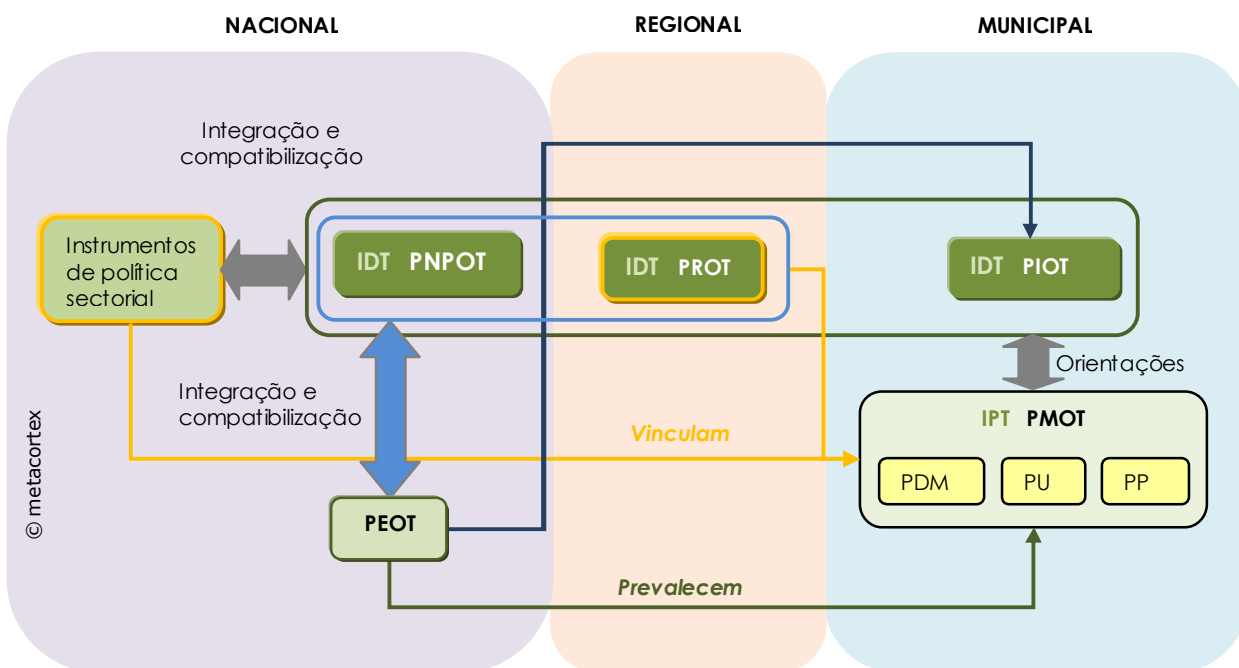 NACIONAL
REGIONAL
MUNICIPAL
Integração e
compatibilização
Instrumentos
de política
sectorial
IDT PNPOT
IDT PROT
IDT PIOT
Integração e
compatibilização
Orientações
Vinculam
IPT PMOT
PDM
PU
PP
PEOT
Prevalecem
© metacortex